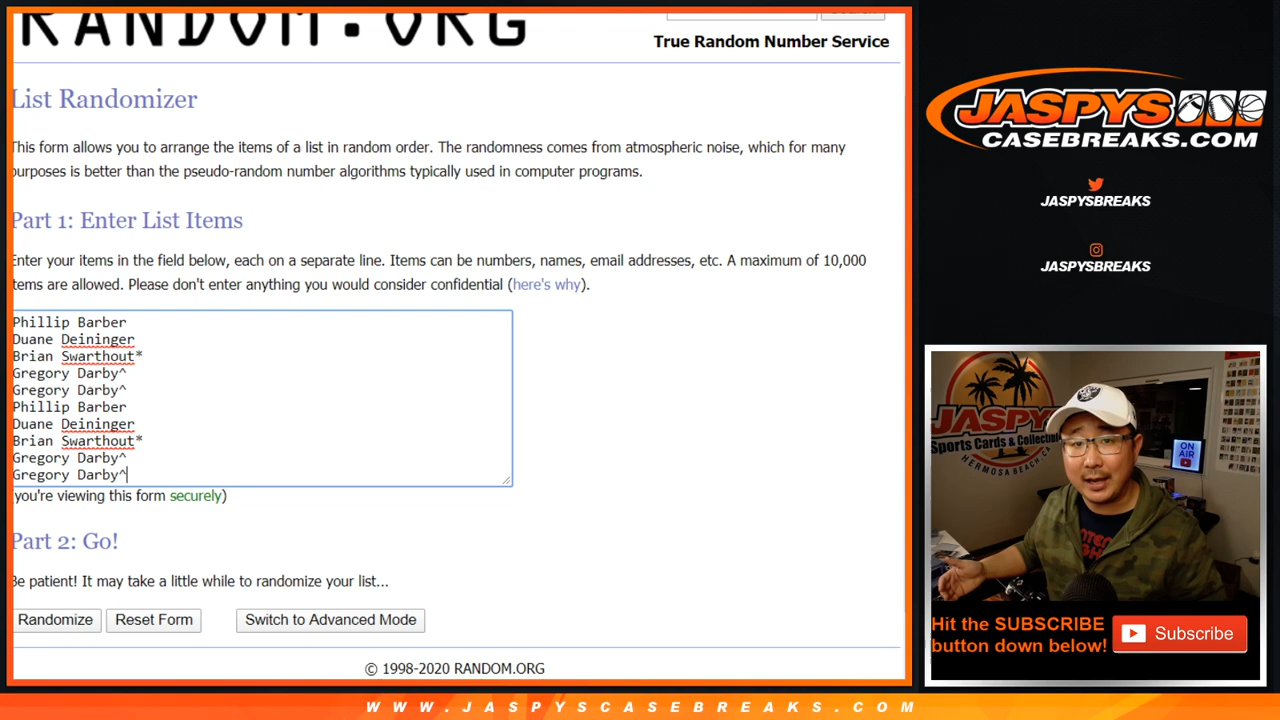 RANDOM.ORG
Search
True Random Number Service
List Randomizer
This form allows you to arrange the items of a list in random order. The randomness comes from atmospheric noise, which for many
purposes is better than the pseudo-random number algorithms typically used in computer programs.
Part 1: Enter List Items
Enter your items in the field below, each on a separate line. Items can be numbers, names, email addresses, etc. A maximum of 10,000
items are allowed. Please don't enter anything you would consider confidential (here's why).
Phillip Barber
Duane Deininger
Brian Swarthout*
Gregory Darby^
Gregory Darby^
Phillip Barber
Duane Deininger
Brian Swarthout*
Gregory Darby^
Gregory Darby^
you're viewing this form securely)
Part 2: Go!
Be patient! It may take a little while to randomize your list...
Randomize
Reset Form
Switch to Advanced Mode
© 1998-2020 RANDOM.ORG
JASPYS
CASEBREAKS.COM
JASPYSBREAKS
JASPYSBREAKS
JASPYS
Sports Cards & Collectib
HERMOSA BEACH, CA
ON
AIR
Hit the SUBSCRIBE
button down below!
Subscribe
WWW.JASPYSCASEBREAKS.COM